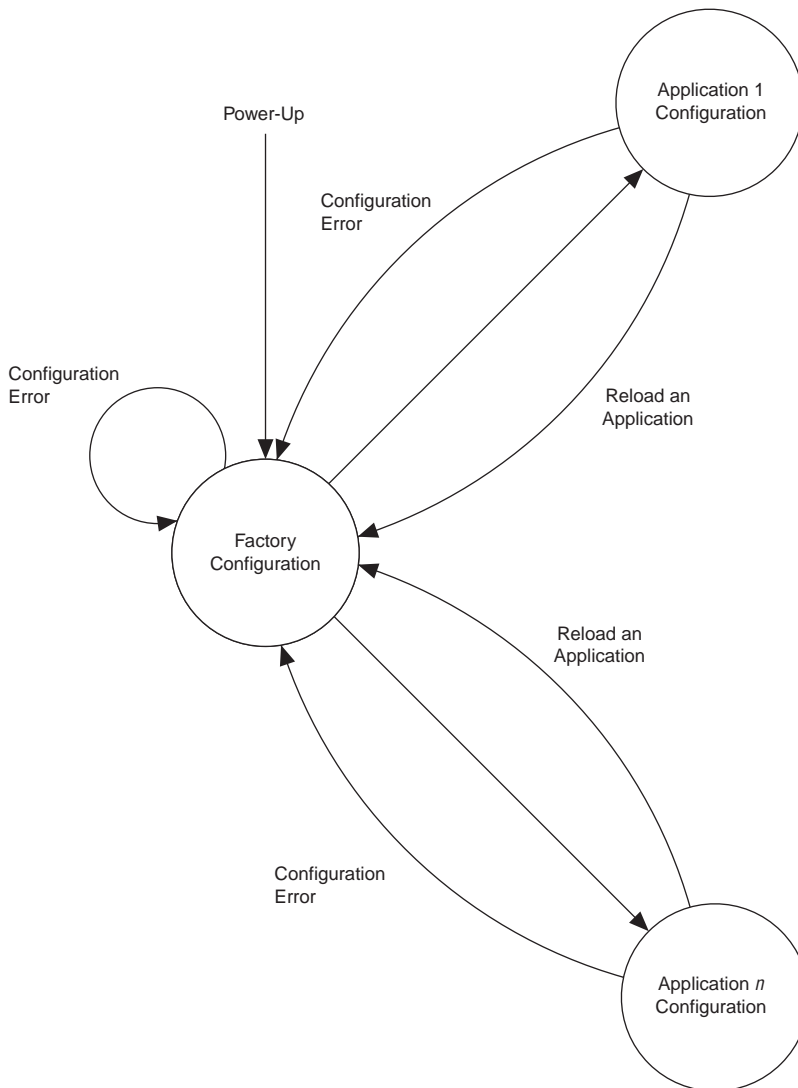 Application 1
Configuration
Power-Up
Configuration
Error
Configuration
Error
Reload an
Application
Factory
Configuration
Reload an
Application
Configuration
Error
Application n
Configuration